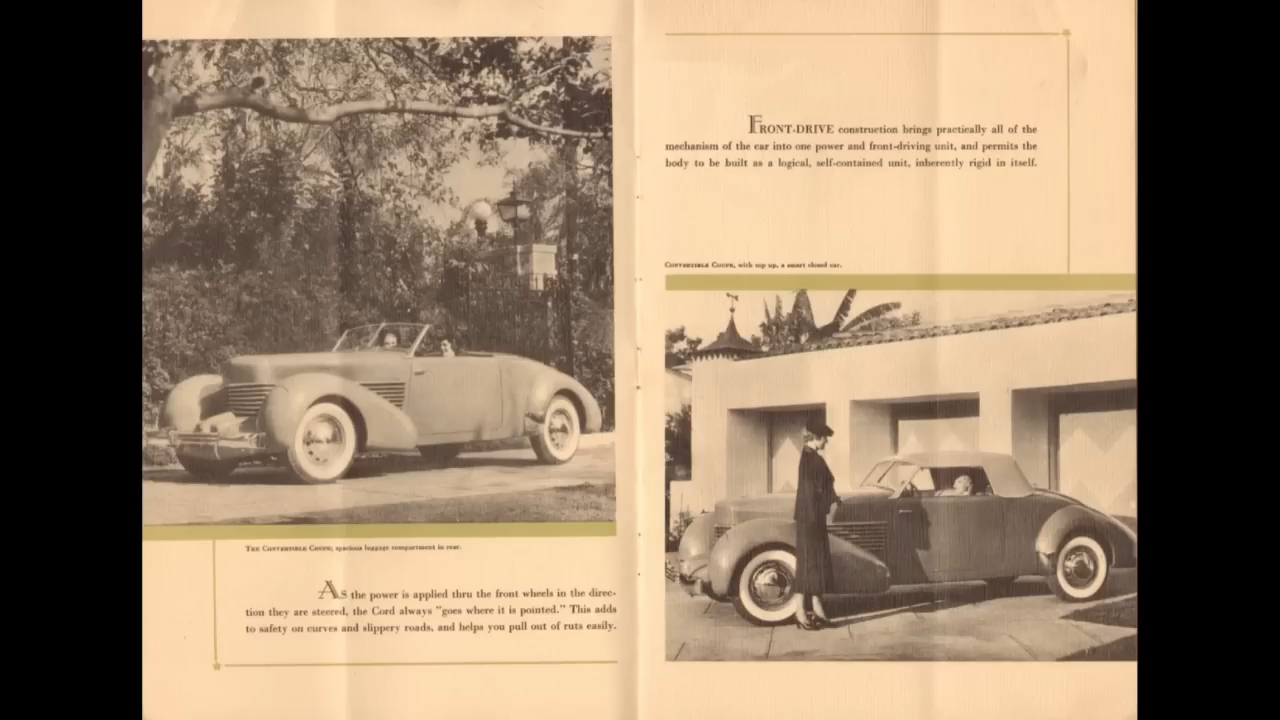 THE CONVERTIBLE COUPE; spacious luggage compartment in rear.
As the power is applied thru the front wheels in the direc-
tion they are steered, the Cord always "goes where it is pointed." This adds
to safety on curves and slippery roads, and helps you pull out of ruts easily.
FRONT-DRIVE construction brings practically all of the
mechanism of the car into one power and front-driving unit, and permits the
body to be built as a logical, self-contained unit, inherently rigid in itself.
CONVERTIBLE COUPE, with top up, a smart closed car.